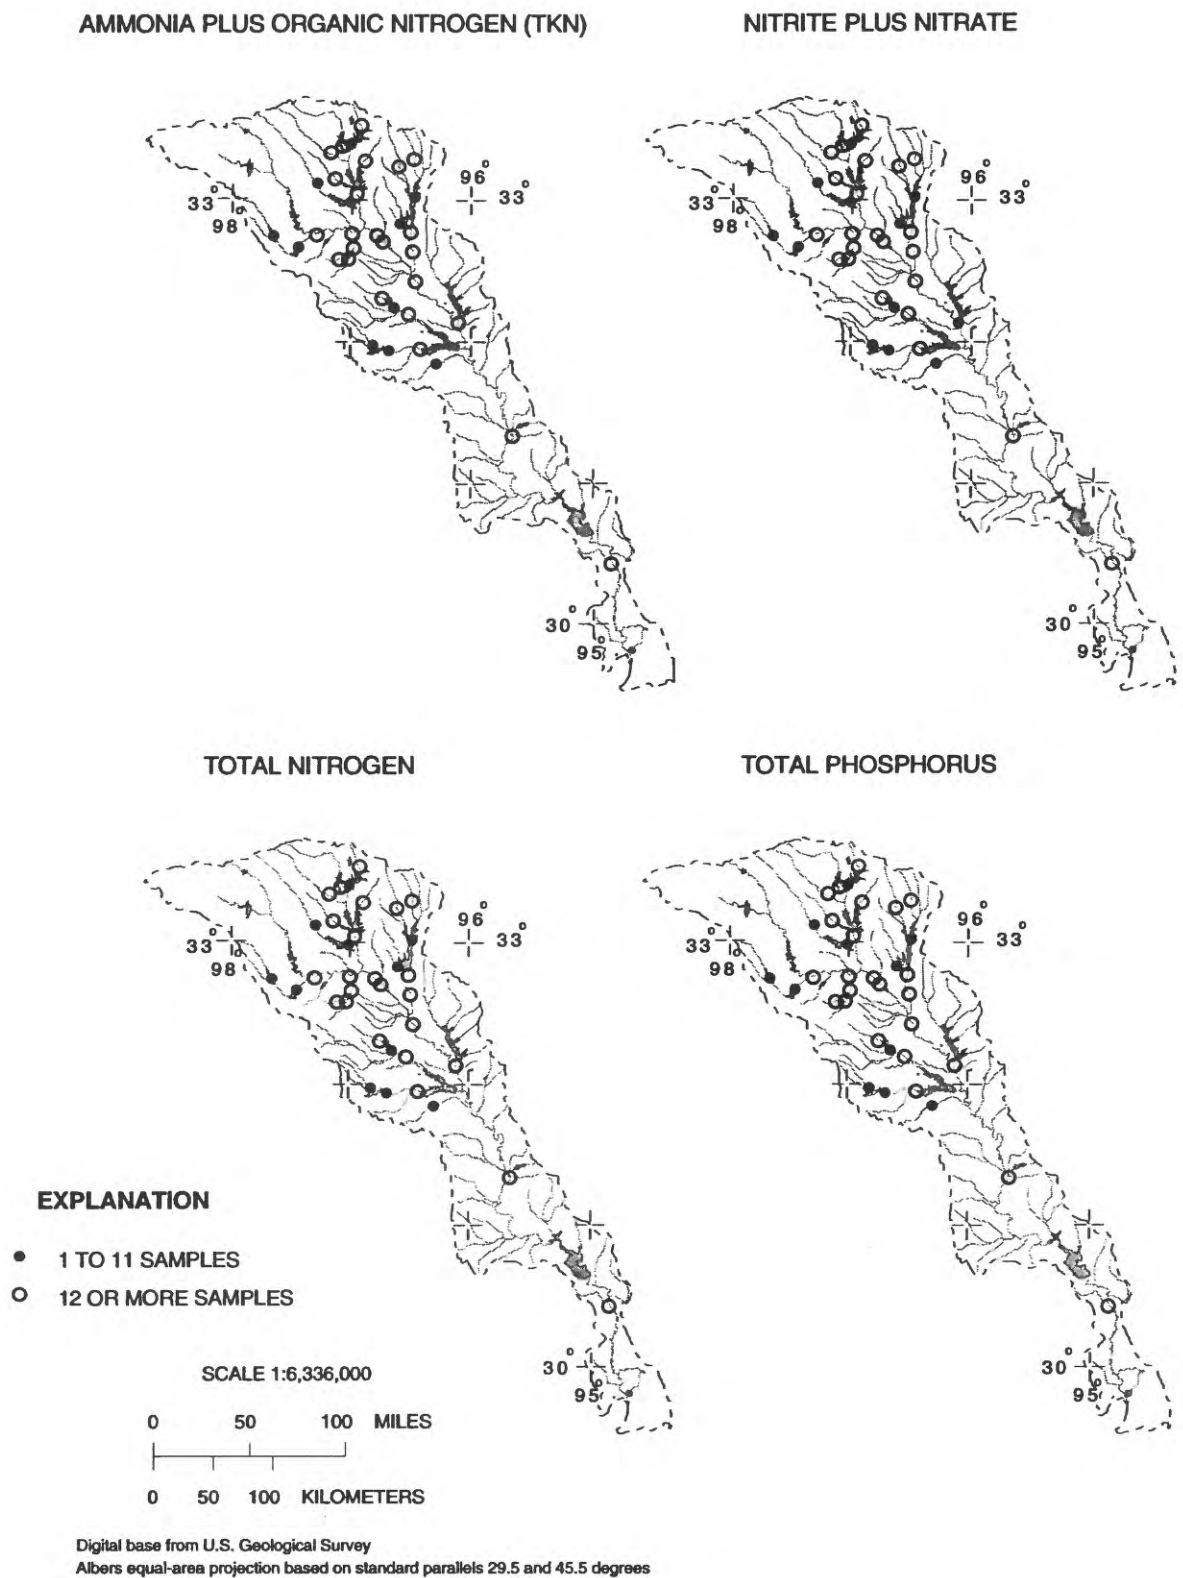 AMMONIA PLUS ORGANIC NITROGEN (TKN)
NITRITE PLUS NITRATE
33°
98°
96°
33°
30°
95°
33°
98°
96°
33°
30°
95°
TOTAL NITROGEN
TOTAL PHOSPHORUS
33°
98°
96°
33°
30°
95°
33°
98°
96°
33°
30°
95°
EXPLANATION
1 TO 11 SAMPLES
12 OR MORE SAMPLES
SCALE 1:6,336,000
0 50 100 MILES
0 50 100 KILOMETERS
Digital base from U.S. Geological Survey
Albers equal-area projection based on standard parallels 29.5 and 45.5 degrees